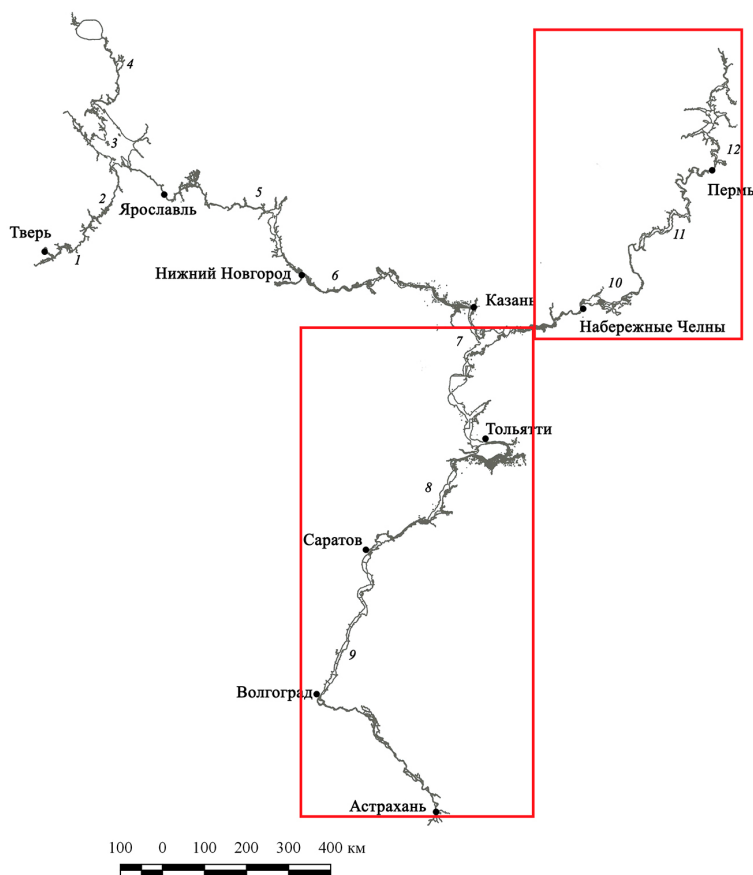 4
3
12
Пермь
2
5
Ярославль
Тверь
11
1
Нижний Новгород
6
10
Казань
Набережные Челны
7
Тольятти
8
Саратов
9
Волгоград
Астрахань
100 0 100 200 300 400 км